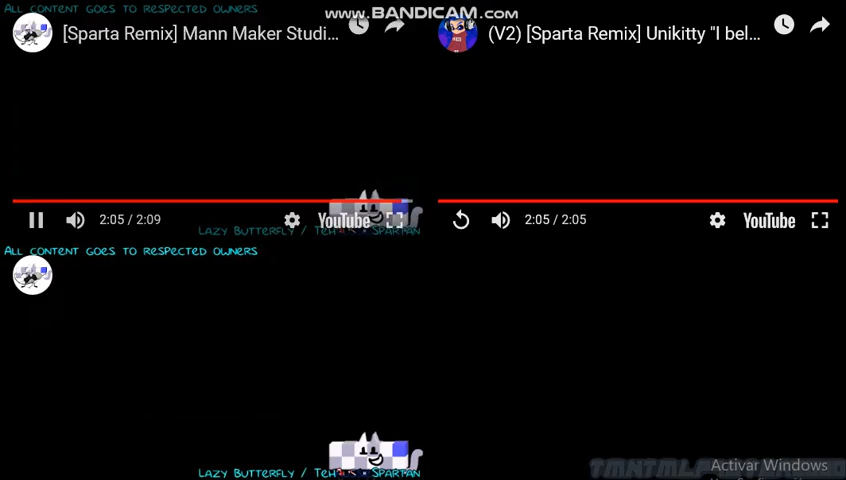 ALL CONTENT GOES TO RESPECTED OWNERS
www.BANDICAM.com
[Sparta Remix] Mann Maker Studi...
(V2) [Sparta Remix] Unikitty "I bel...
2:05 / 2:09
YouTube
2:05 / 2:05
YouTube
LAZY BUTTERFLY / SPARTAN
ALL CONTENT GOES TO RESPECTED OWNERS
Activar Windows
LAZY BUTTERFLY / SPARTAN